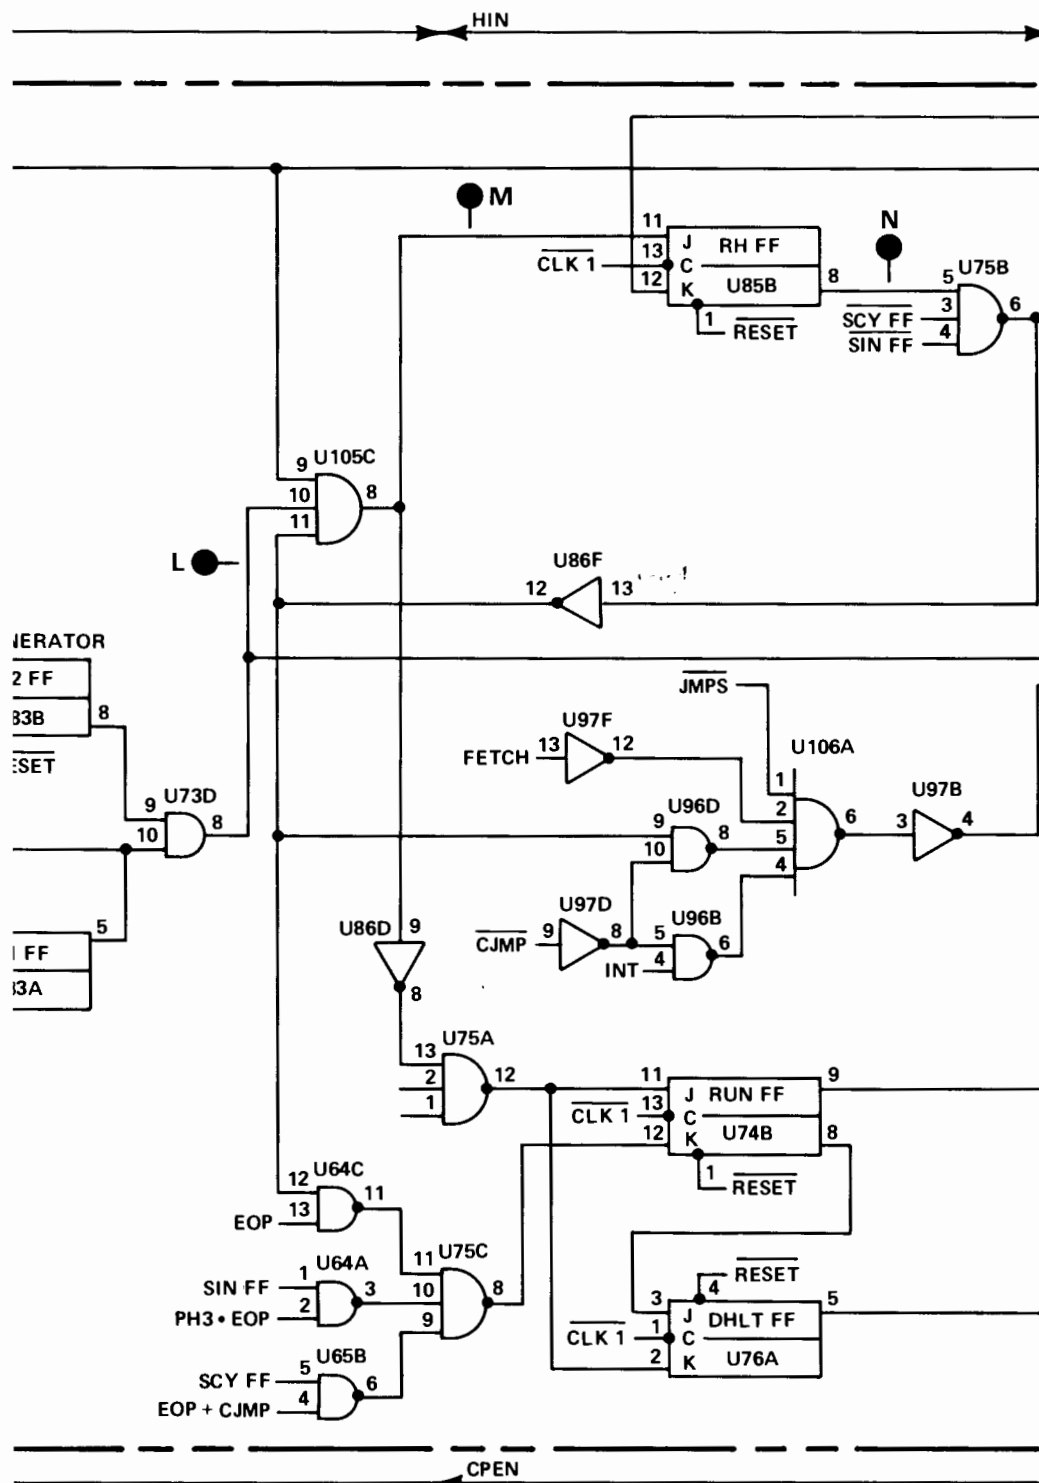 HIN
M
N
11
J
RH FF
13
C
CLK 1
12
K
U85B
8
1
RESET
U75B
5
3
4
6
SCY FF
SIN FF
U105C
9
10
11
8
L
U86F
12
13
NERATOR
2 FF
83B
8
ESET
U73D
9
10
8
5
1 FF
3A
JMPS
U97F
FETCH
13
12
U106A
1
2
5
4
6
U97B
3
4
U96D
9
10
8
U97D
CJMP
9
8
U96B
5
4
6
INT
U86D
9
8
U75A
13
2
1
12
11
J
RUN FF
9
CLK 1
13
C
12
K
U74B
8
1
RESET
U64C
12
13
11
EOP
U64A
SIN FF
1
PH3 • EOP
2
3
U75C
11
10
9
8
U65B
SCY FF
5
EOP + CJMP
4
6
RESET
4
3
J
DHLT FF
5
CLK 1
1
C
2
K
U76A
CPEN